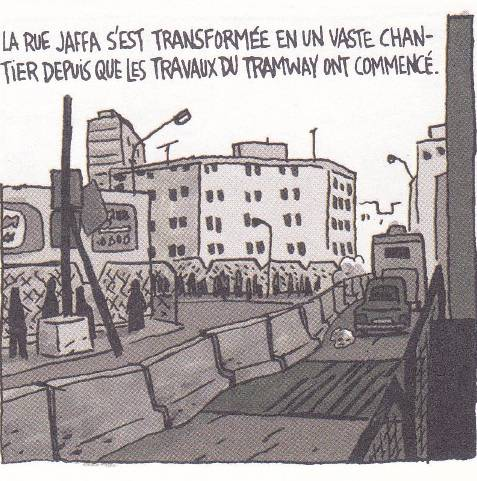 LA RUE JAFFA S'EST TRANSFORMÉE EN UN VASTE CHAN-
TIER DEPUIS QUE LES TRAVAUX DU TRAMWAY ONT COMMENCÉ.